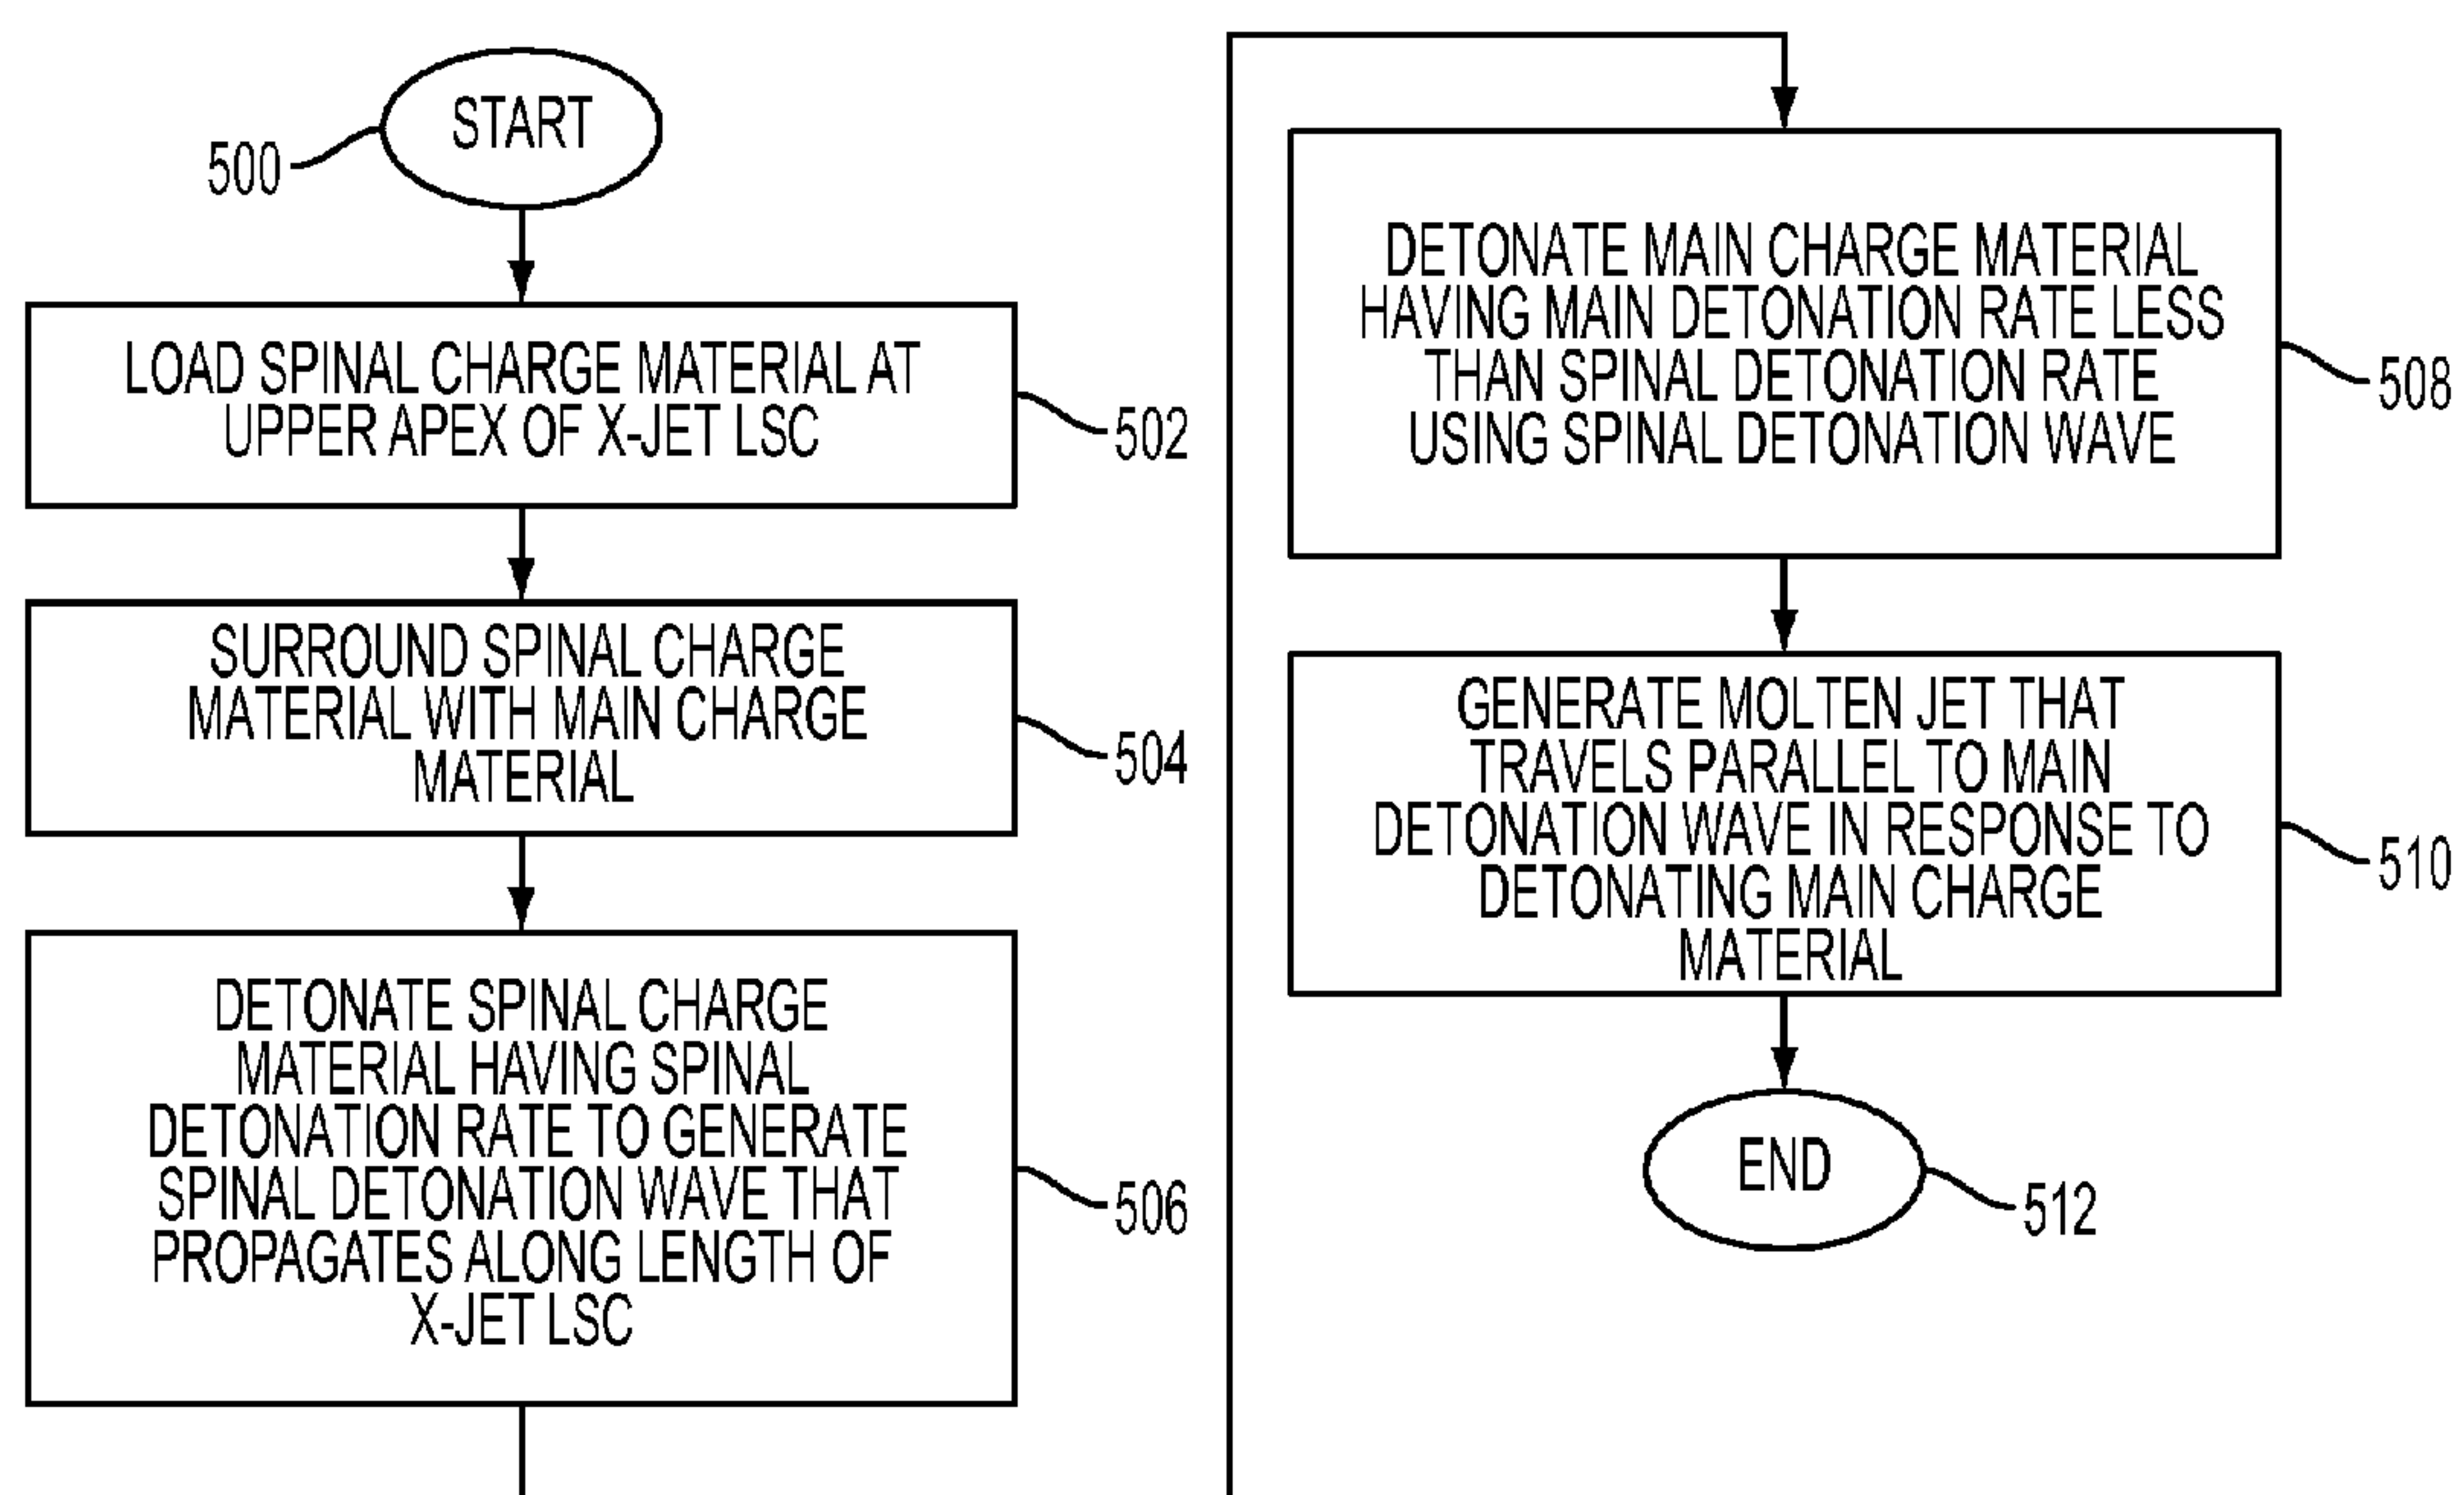 START
500
LOAD SPINAL CHARGE MATERIAL AT
UPPER APEX OF X-JET LSC
502
SURROUND SPINAL CHARGE
MATERIAL WITH MAIN CHARGE
MATERIAL
504
DETONATE SPINAL CHARGE
MATERIAL HAVING SPINAL
DETONATION RATE TO GENERATE
SPINAL DETONATION WAVE THAT
PROPAGATES ALONG LENGTH OF
X-JET LSC
506
DETONATE MAIN CHARGE MATERIAL
HAVING MAIN DETONATION RATE LESS
THAN SPINAL DETONATION RATE
USING SPINAL DETONATION WAVE
508
GENERATE MOLTEN JET THAT
TRAVELS PARALLEL TO MAIN
DETONATION WAVE IN RESPONSE TO
DETONATING MAIN CHARGE
MATERIAL
510
END
512